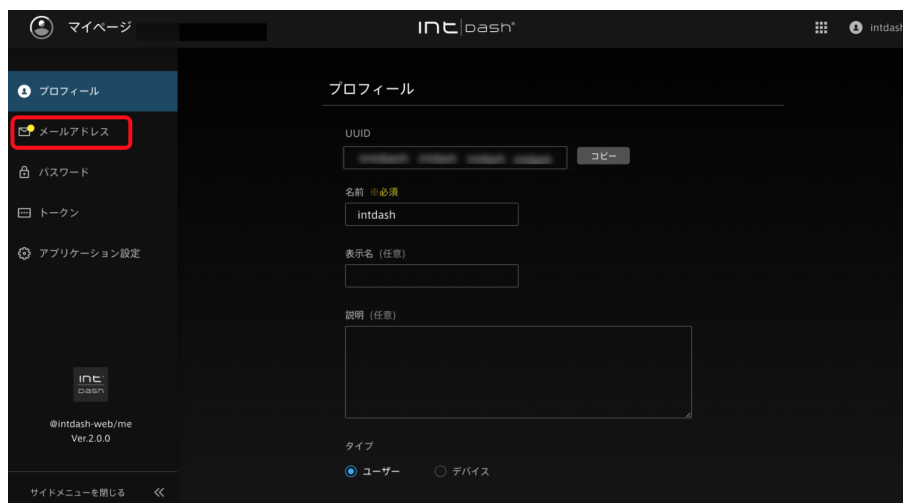 マイページ
intdash
intdash
プロフィール
メールアドレス
パスワード
トークン
アプリケーション設定
intdash
@intdash-web/me
Ver.2.0.0
サイドメニューを閉じる
プロフィール
UUID
コピー
名前 ※必須
intdash
表示名 (任意)
説明 (任意)
タイプ
ユーザー
デバイス